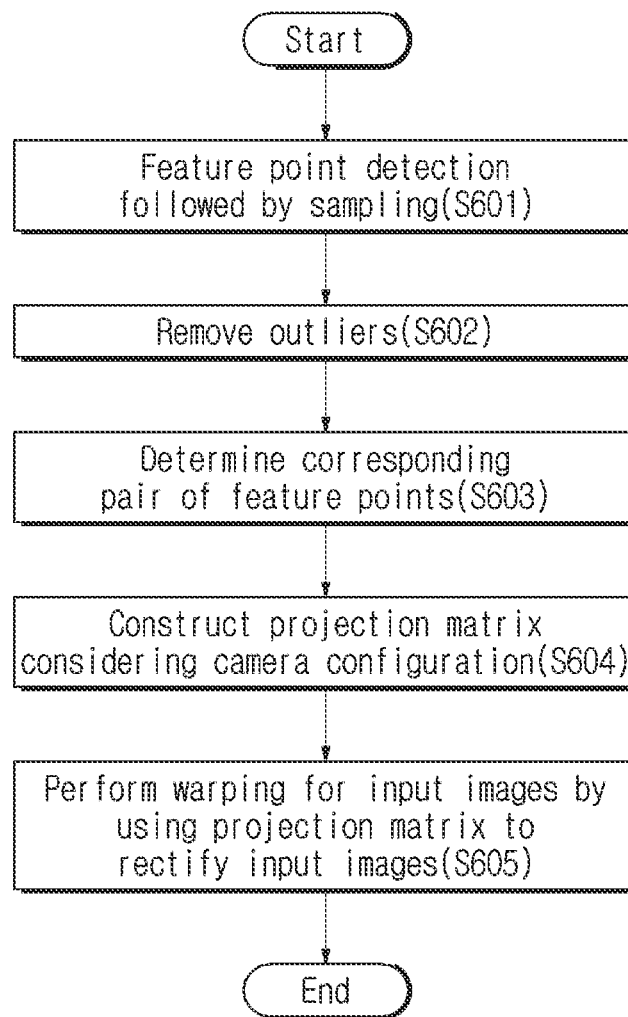 Start
Feature point detection
followed by sampling(S601)
Remove outliers(S602)
Determine corresponding
pair of feature points(S603)
Construct projection matrix
considering camera configuration(S604)
Perform warping for input images by
using projection matrix to
rectify input images(S605)
End